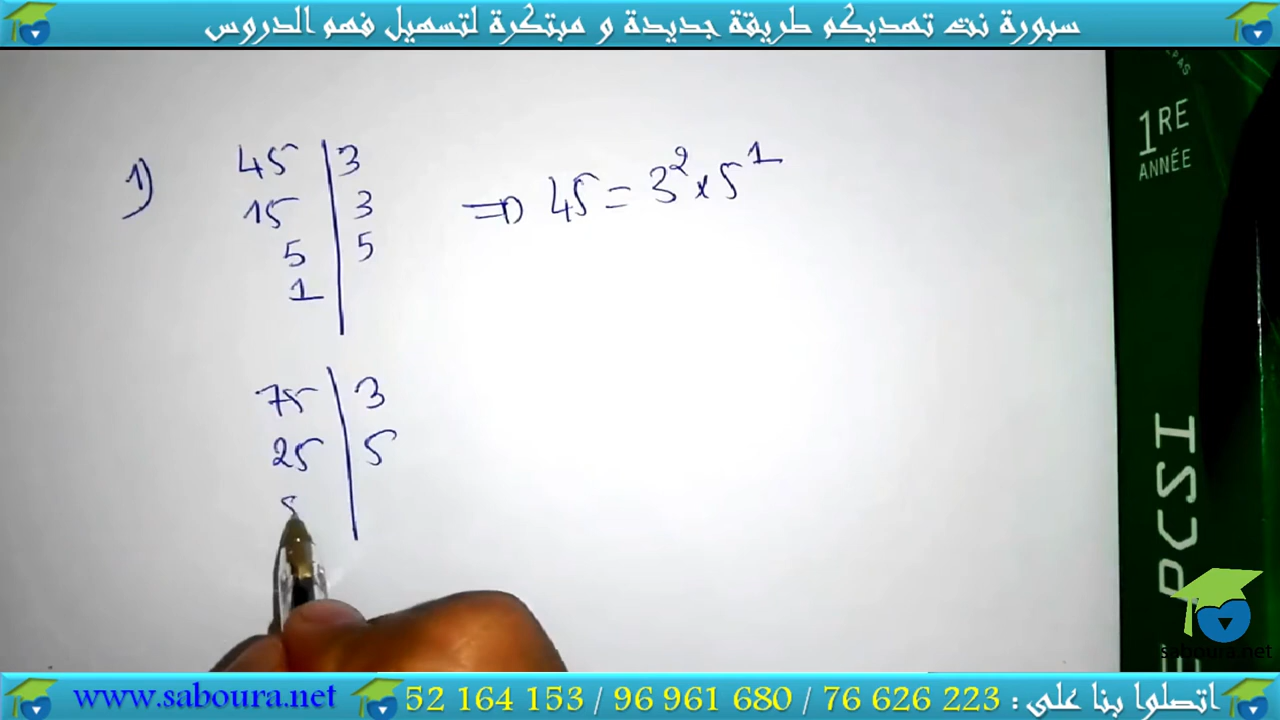 سبورة نت تهديكم طريقة جديدة و مبتكرة لتسهيل فهم الدروس
1RE
ANNÉE
1)
45 | 3
15 | 3
5 | 5
1 |
⇒ 45 = 3² × 5¹
75 | 3
25 | 5
5
PCSI
saboura.net
www.saboura.net
52 164 153 / 96 961 680 / 76 626 223 : اتصلوا بنا على